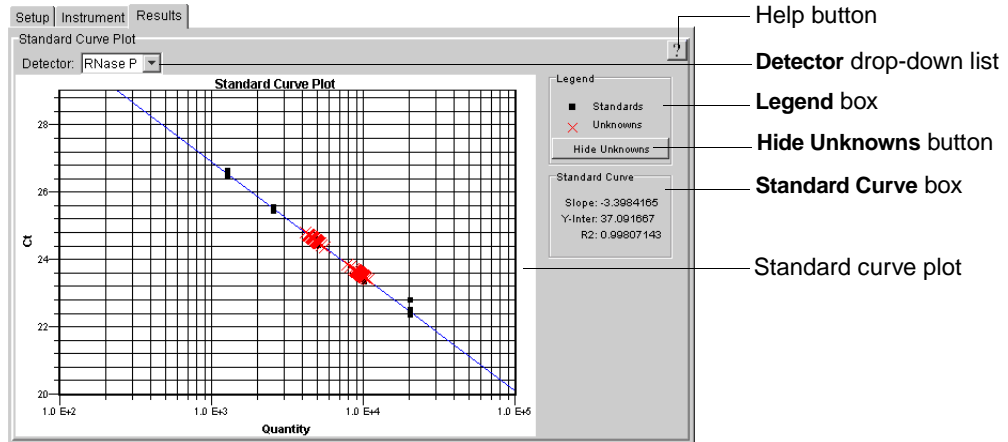 Setup Instrument Results
Standard Curve Plot
?
Detector: RNase P
Standard Curve Plot
Ct
28
26
24
22
20
1.0 E+2 1.0 E+3 1.0 E+4 1.0 E+5
Quantity
Legend
Standards
Unknowns
Hide Unknowns
Standard Curve
Slope: -3.3984165
Y-Inter: 37.091667
R2: 0.99807143
Help button
Detector drop-down list
Legend box
Hide Unknowns button
Standard Curve box
Standard curve plot